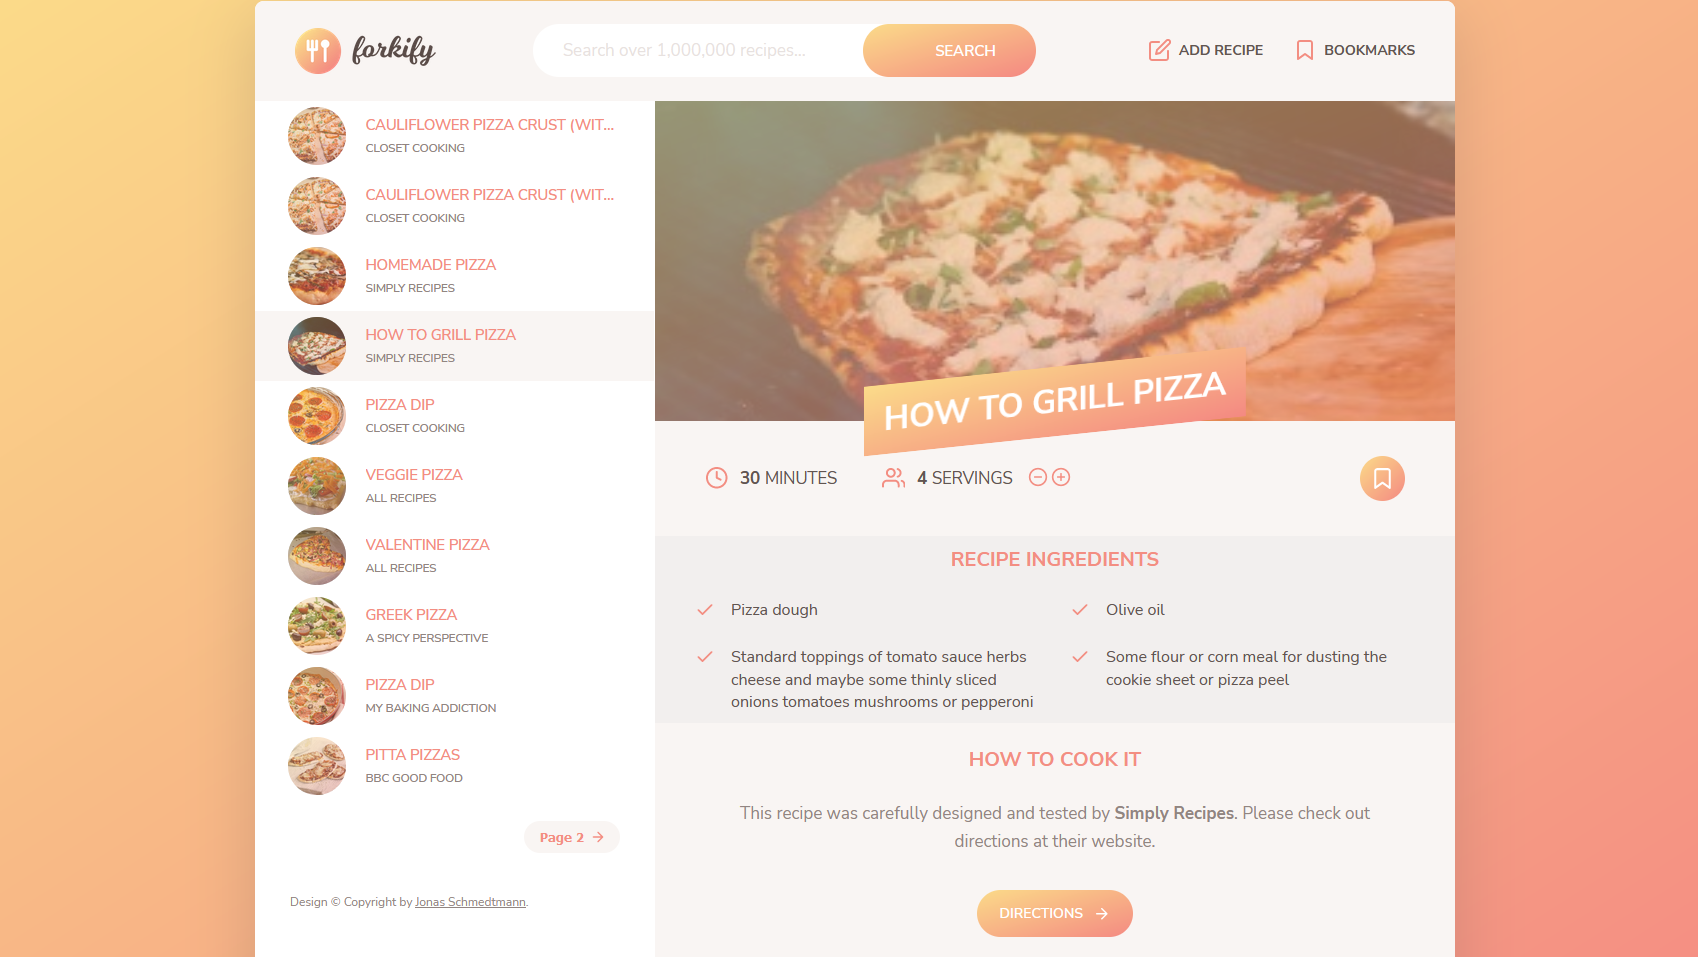 forkify
Search over 1,000,000 recipes...
SEARCH
ADD RECIPE
BOOKMARKS
CAULIFLOWER PIZZA CRUST (WIT...
CLOSET COOKING
CAULIFLOWER PIZZA CRUST (WIT...
CLOSET COOKING
HOMEMADE PIZZA
SIMPLY RECIPES
HOW TO GRILL PIZZA
SIMPLY RECIPES
PIZZA DIP
CLOSET COOKING
VEGGIE PIZZA
ALL RECIPES
VALENTINE PIZZA
ALL RECIPES
GREEK PIZZA
A SPICY PERSPECTIVE
PIZZA DIP
MY BAKING ADDICTION
PITTA PIZZAS
BBC GOOD FOOD
Page 2
Design © Copyright by Jonas Schmedtmann.
HOW TO GRILL PIZZA
30 MINUTES
4 SERVINGS
RECIPE INGREDIENTS
Pizza dough
Olive oil
Standard toppings of tomato sauce herbs
cheese and maybe some thinly sliced
onions tomatoes mushrooms or pepperoni
Some flour or corn meal for dusting the
cookie sheet or pizza peel
HOW TO COOK IT
This recipe was carefully designed and tested by Simply Recipes. Please check out
directions at their website.
DIRECTIONS